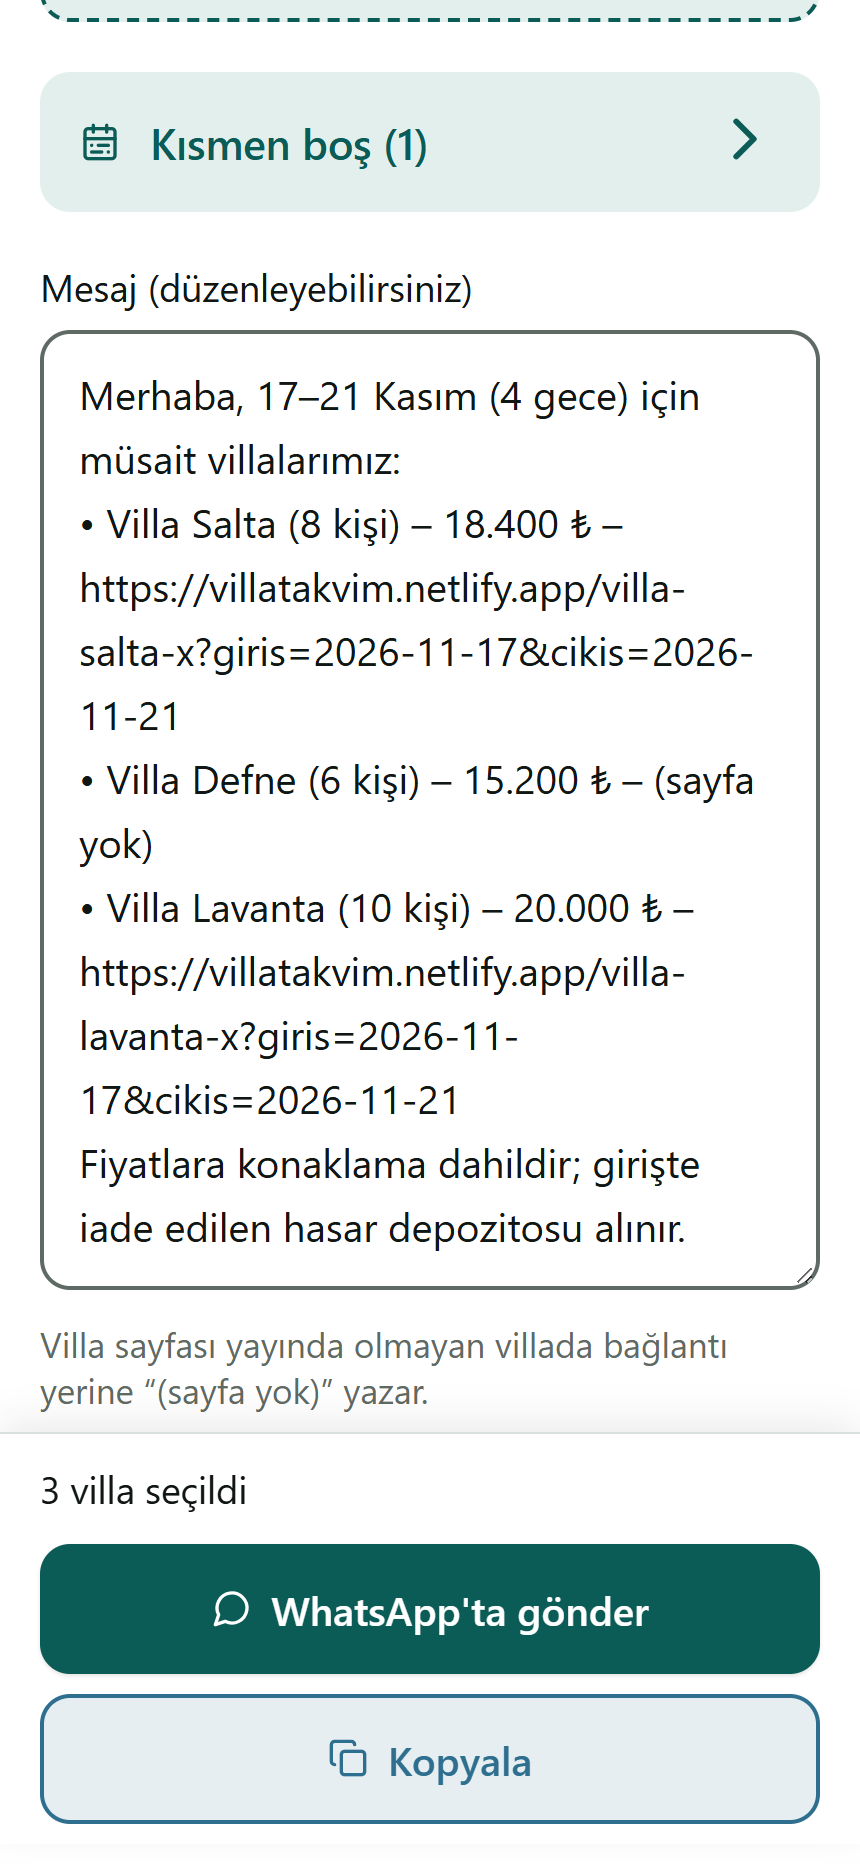 Kısmen boş (1)
Mesaj (düzenleyebilirsiniz)
Merhaba, 17–21 Kasım (4 gece) için
müsait villalarımız:
• Villa Salta (8 kişi) – 18.400 ₺ –
https://villatakvim.netlify.app/villa-
salta-x?giris=2026-11-17&cikis=2026-
11-21
• Villa Defne (6 kişi) – 15.200 ₺ – (sayfa
yok)
• Villa Lavanta (10 kişi) – 20.000 ₺ –
https://villatakvim.netlify.app/villa-
lavanta-x?giris=2026-11-
17&cikis=2026-11-21
Fiyatlara konaklama dahildir; girişte
iade edilen hasar depozitosu alınır.
Villa sayfası yayında olmayan villada bağlantı
yerine “(sayfa yok)” yazar.
3 villa seçildi
WhatsApp'ta gönder
Kopyala